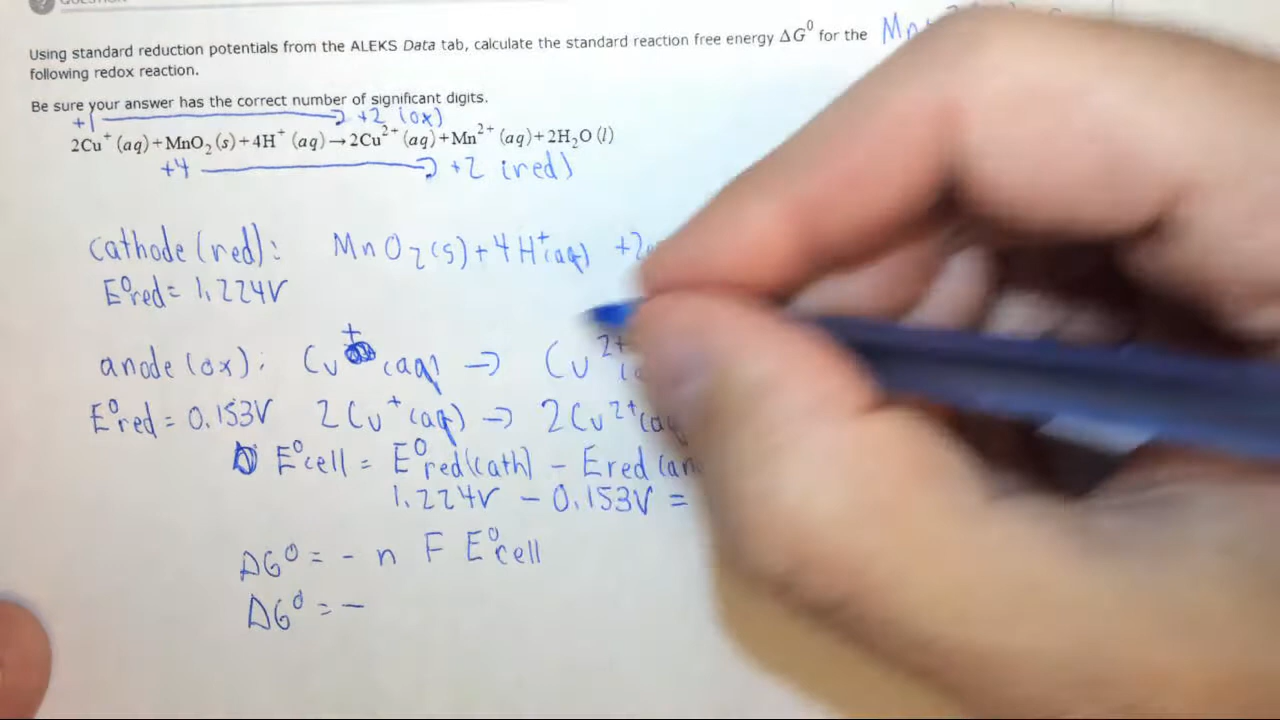 Using standard reduction potentials from the ALEKS Data tab, calculate the standard reaction free energy ΔG⁰ for the
following redox reaction.
Be sure your answer has the correct number of significant digits.
+1 → +2 (ox)
2Cu⁺ (aq)+MnO₂ (s)+4H⁺ (aq) →2Cu²⁺ (aq)+Mn²⁺ (aq)+2H₂O (l)
+4 → +2 (red)
cathode (red): MnO₂(s)+4H⁺(aq) +2
E⁰red = 1.224V
anode (ox): Cu⁺ (aq) → Cu²⁺
E⁰red = 0.153V 2Cu⁺(aq) → 2Cu²⁺(aq
E⁰cell = E⁰red(cath) - Ered (an
1.224V - 0.153V =
ΔG⁰ = - n F E⁰cell
ΔG⁰ = -